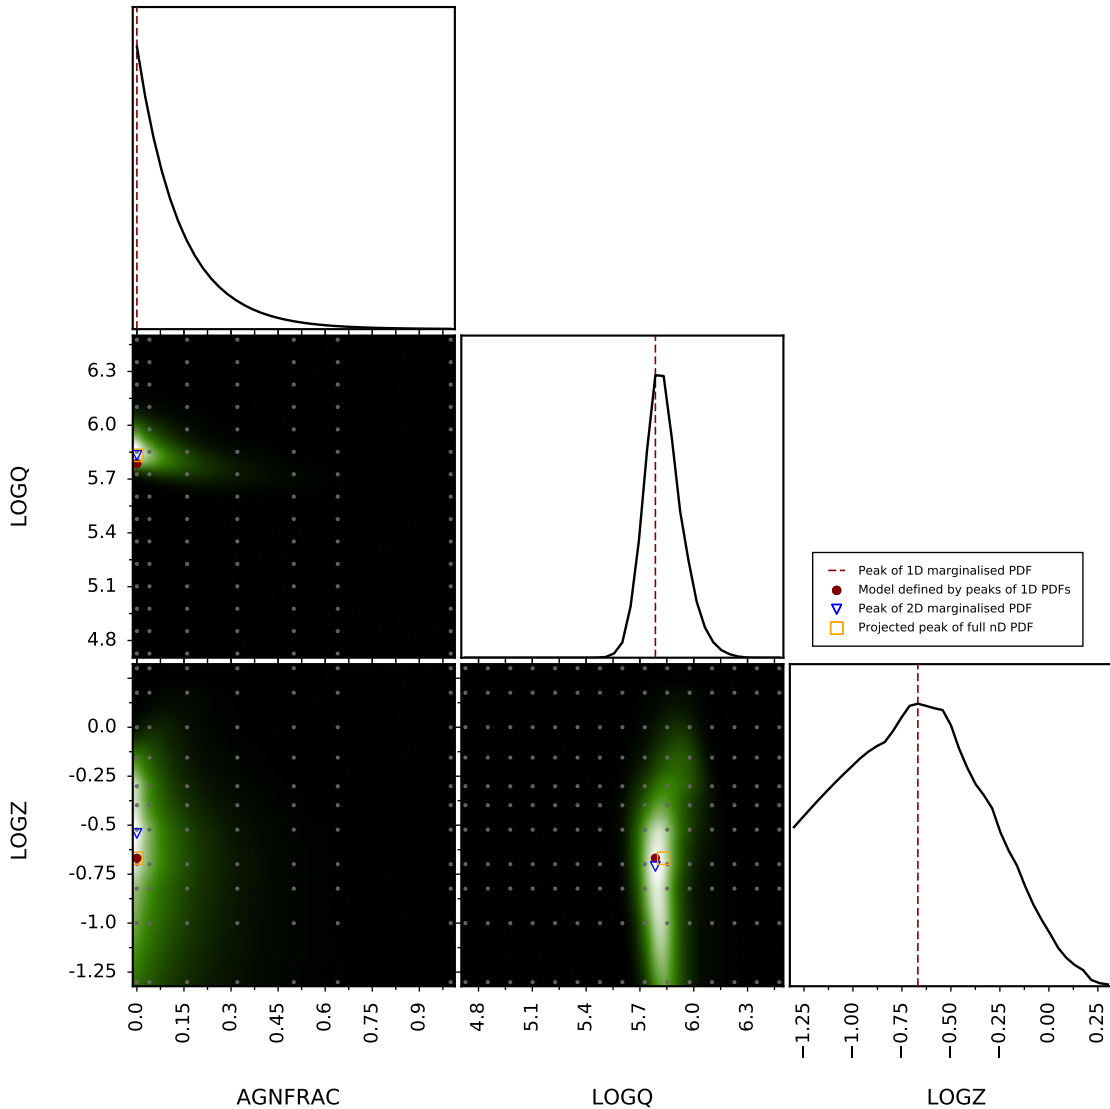 6.3
6.0
5.7
5.4
5.1
4.8
LOGQ
Peak of 1D marginalised PDF
Model defined by peaks of 1D PDFs
Peak of 2D marginalised PDF
Projected peak of full nD PDF
0.0
-0.25
-0.5
-0.75
-1.0
-1.25
LOGZ
0.0 0.15 0.3 0.45 0.6 0.75 0.9
4.8 5.1 5.4 5.7 6.0 6.3
−1.25 −1.00 −0.75 −0.50 −0.25 0.00 0.25
AGNFRAC LOGQ LOGZ